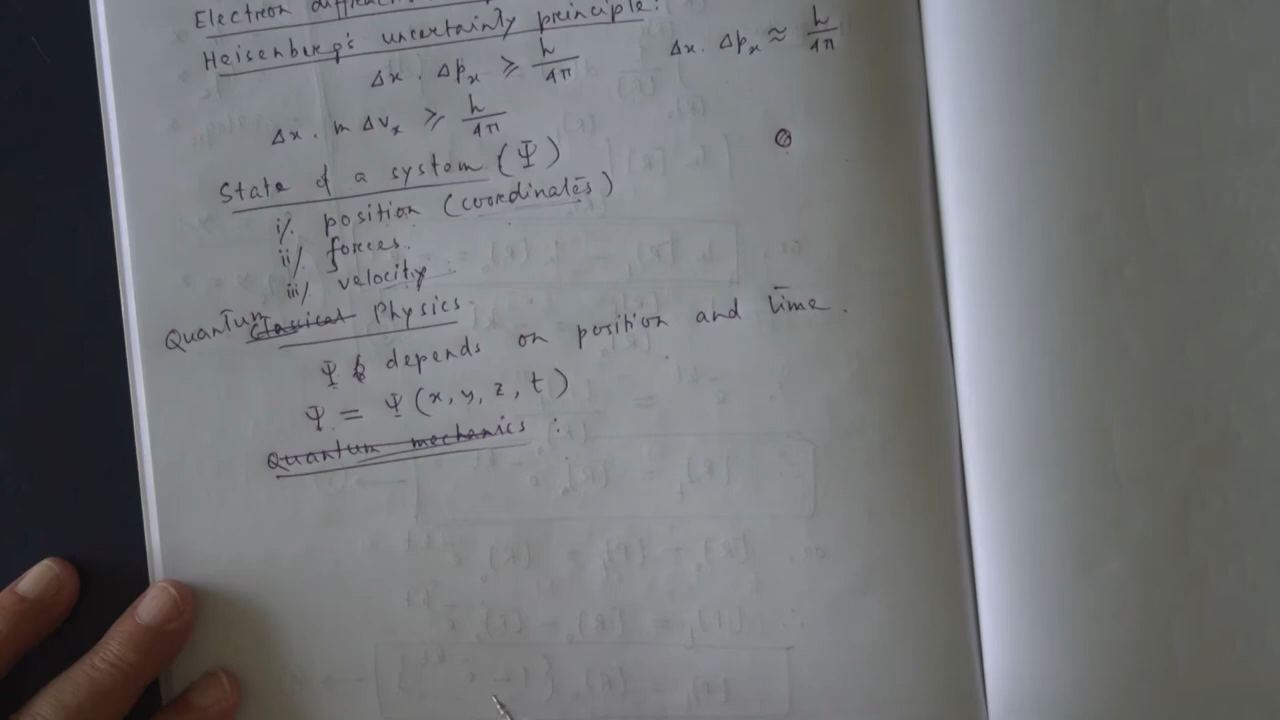 Electron
Heisenberg's uncertainty principle:
Δx . Δpₓ ≥ h/4π Δx. Δpₓ ≈ h/4π
Δx . m Δvₓ ≥ h/4π
State of a system (Ψ)
i/. position (coordinates)
ii/ forces.
iii/ velocity
Quantum Classical Physics
Ψ depends on position and time.
Ψ = Ψ (x, y, z, t)
Quantum mechanics :